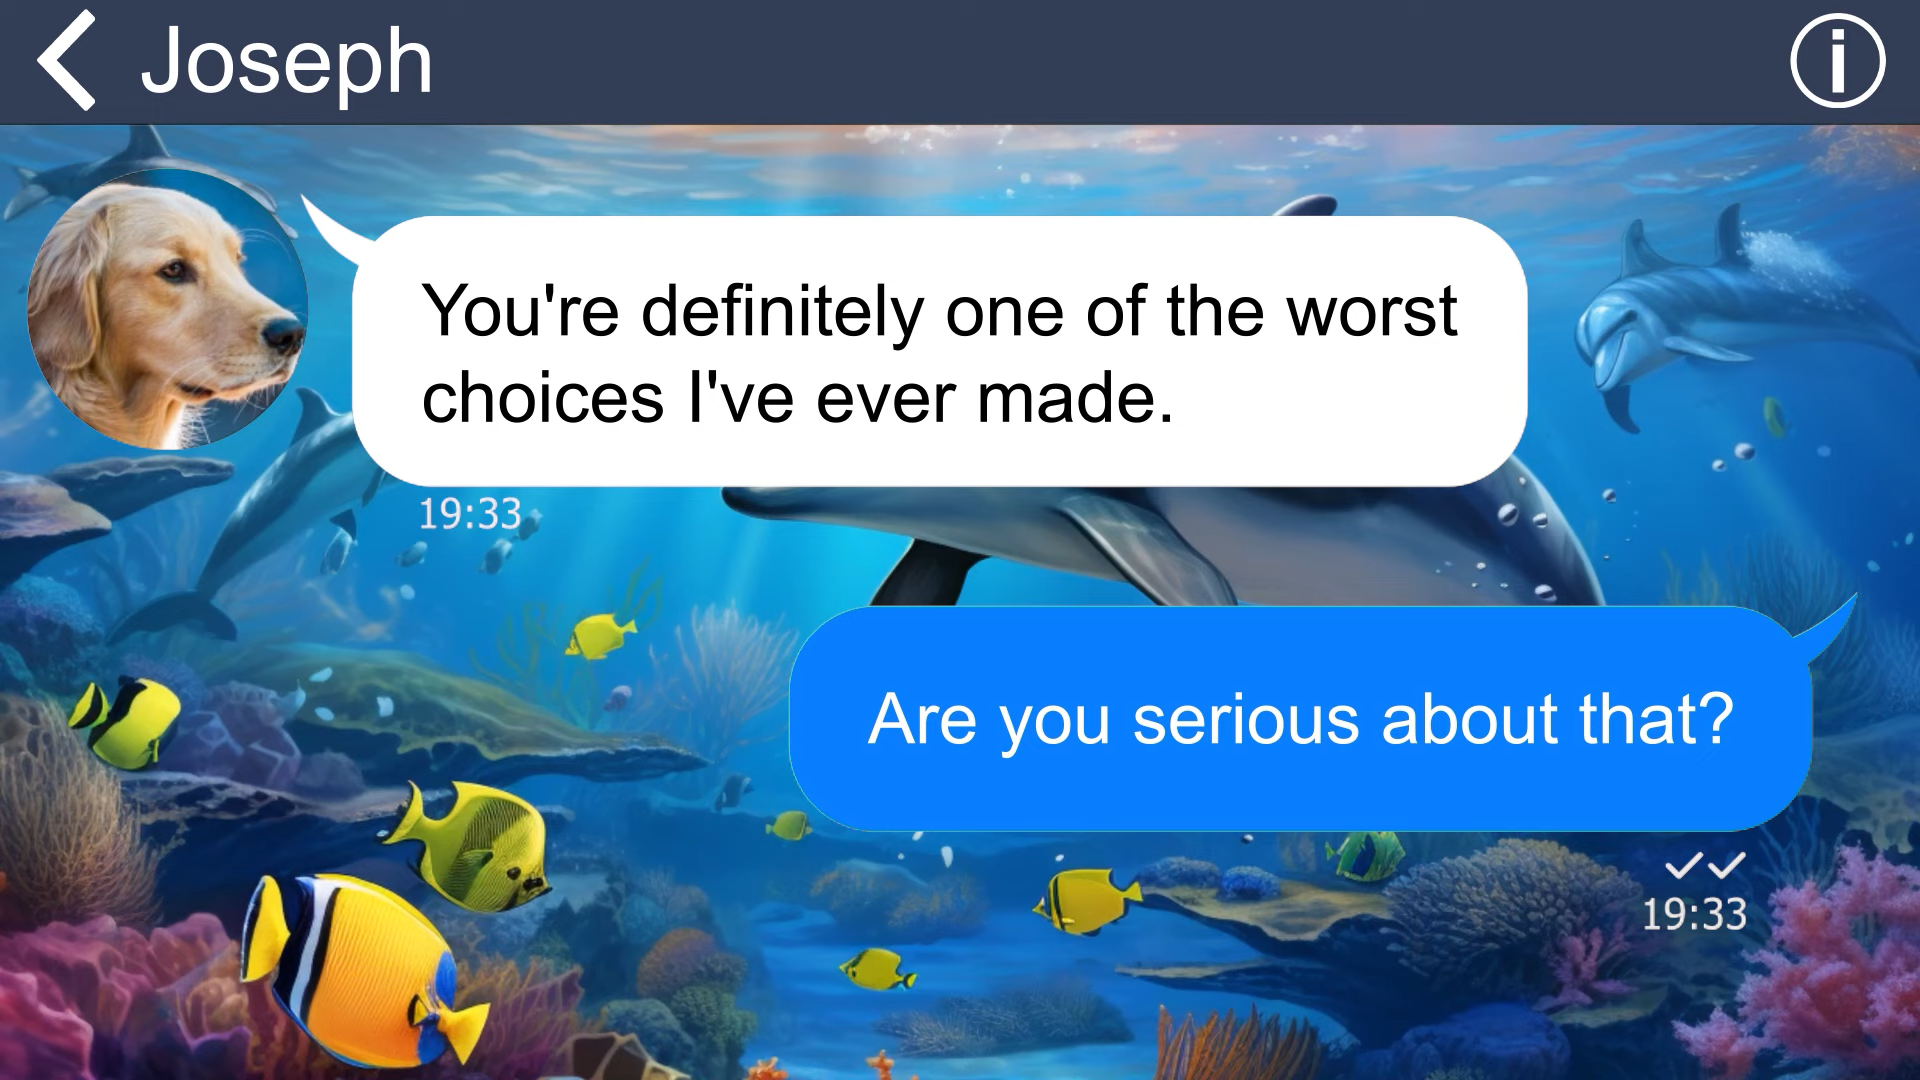 Joseph
You're definitely one of the worst
choices I've ever made.
19:33
Are you serious about that?
19:33